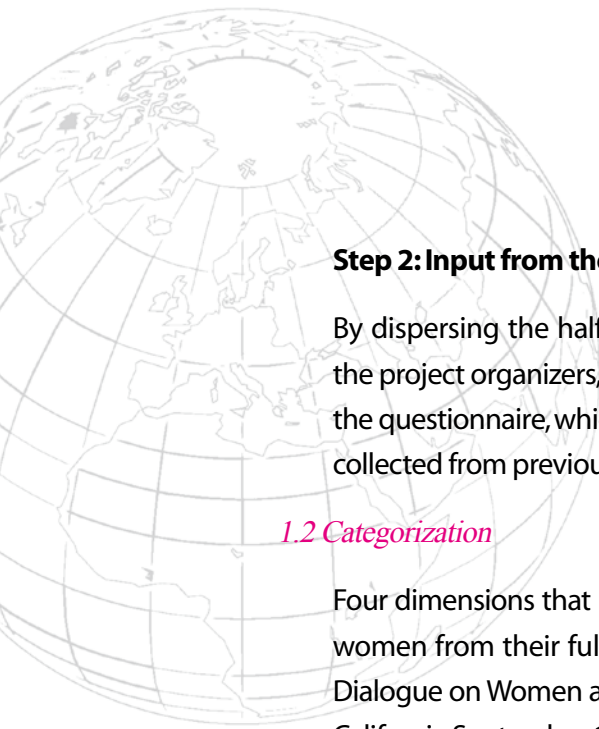 Step 2: Input from the
By dispersing the half
the project organizers,
the questionnaire, whi
collected from previou
1.2 Categorization
Four dimensions that
women from their ful
Dialogue on Women a